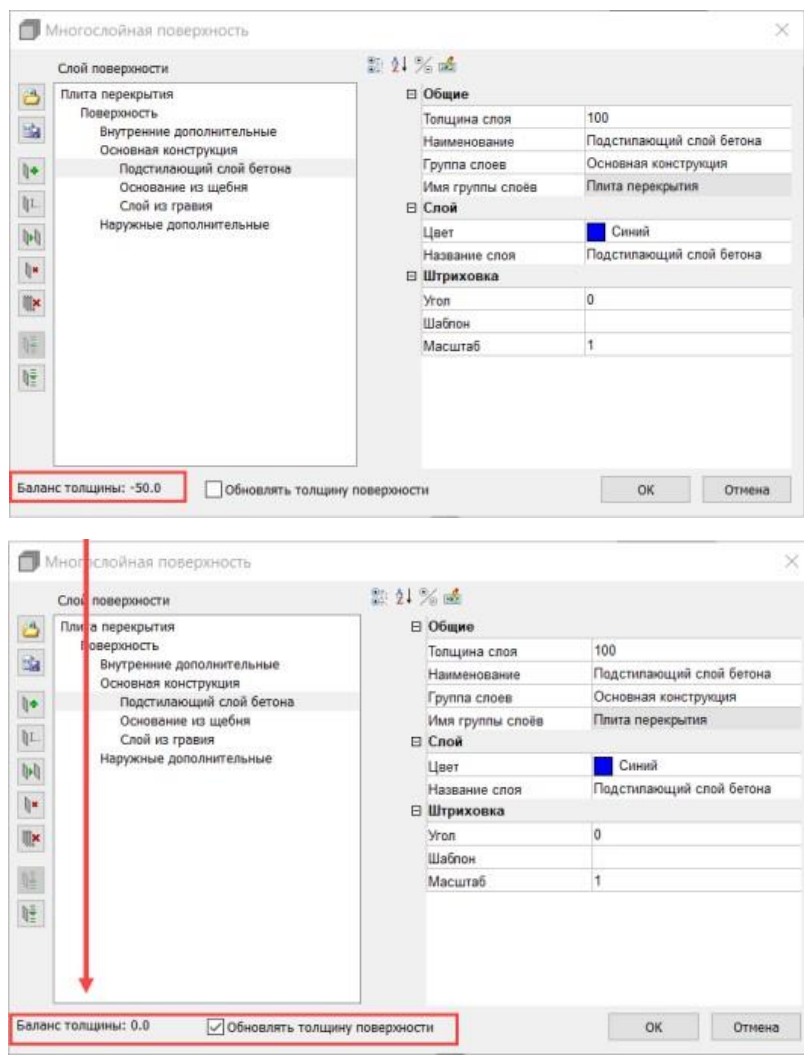 Многослойная поверхность
Слой поверхности
Плита перекрытия
Поверхность
Внутренние дополнительные
Основная конструкция
Подстилающий слой бетона
Основание из щебня
Слой из гравия
Наружные дополнительные
Общие
Толщина слоя 100
Наименование Подстилающий слой бетона
Группа слоев Основная конструкция
Имя группы слоёв Плита перекрытия
Слой
Цвет Синий
Название слоя Подстилающий слой бетона
Штриховка
Угол 0
Шаблон
Масштаб 1
Баланс толщины: -50.0 Обновлять толщину поверхности ОК Отмена
Многослойная поверхность
Слой поверхности
Плита перекрытия
Поверхность
Внутренние дополнительные
Основная конструкция
Подстилающий слой бетона
Основание из щебня
Слой из гравия
Наружные дополнительные
Общие
Толщина слоя 100
Наименование Подстилающий слой бетона
Группа слоев Основная конструкция
Имя группы слоёв Плита перекрытия
Слой
Цвет Синий
Название слоя Подстилающий слой бетона
Штриховка
Угол 0
Шаблон
Масштаб 1
Баланс толщины: 0.0 Обновлять толщину поверхности ОК Отмена